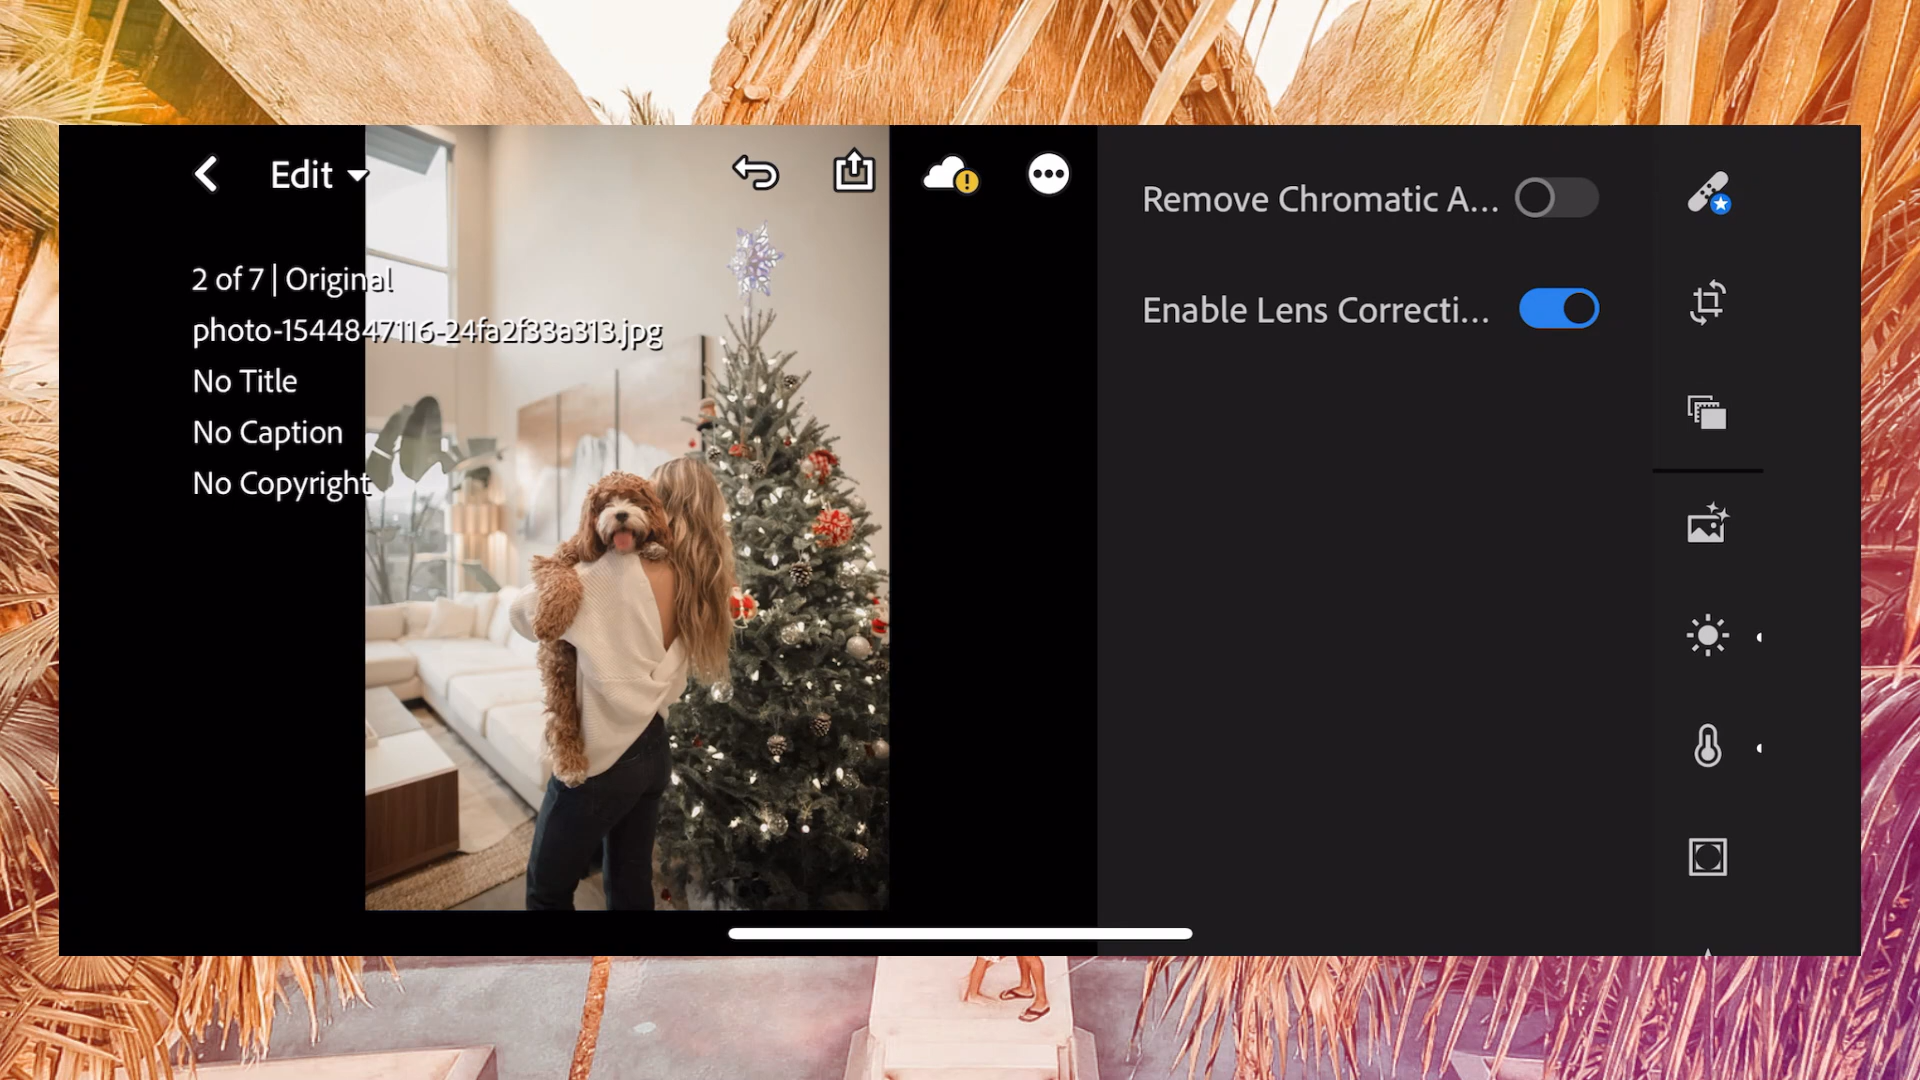 Edit
2 of 7 | Original
photo-1544847116-24fa2f33a313.jpg
No Title
No Caption
No Copyright
Remove Chromatic A...
Enable Lens Correcti...